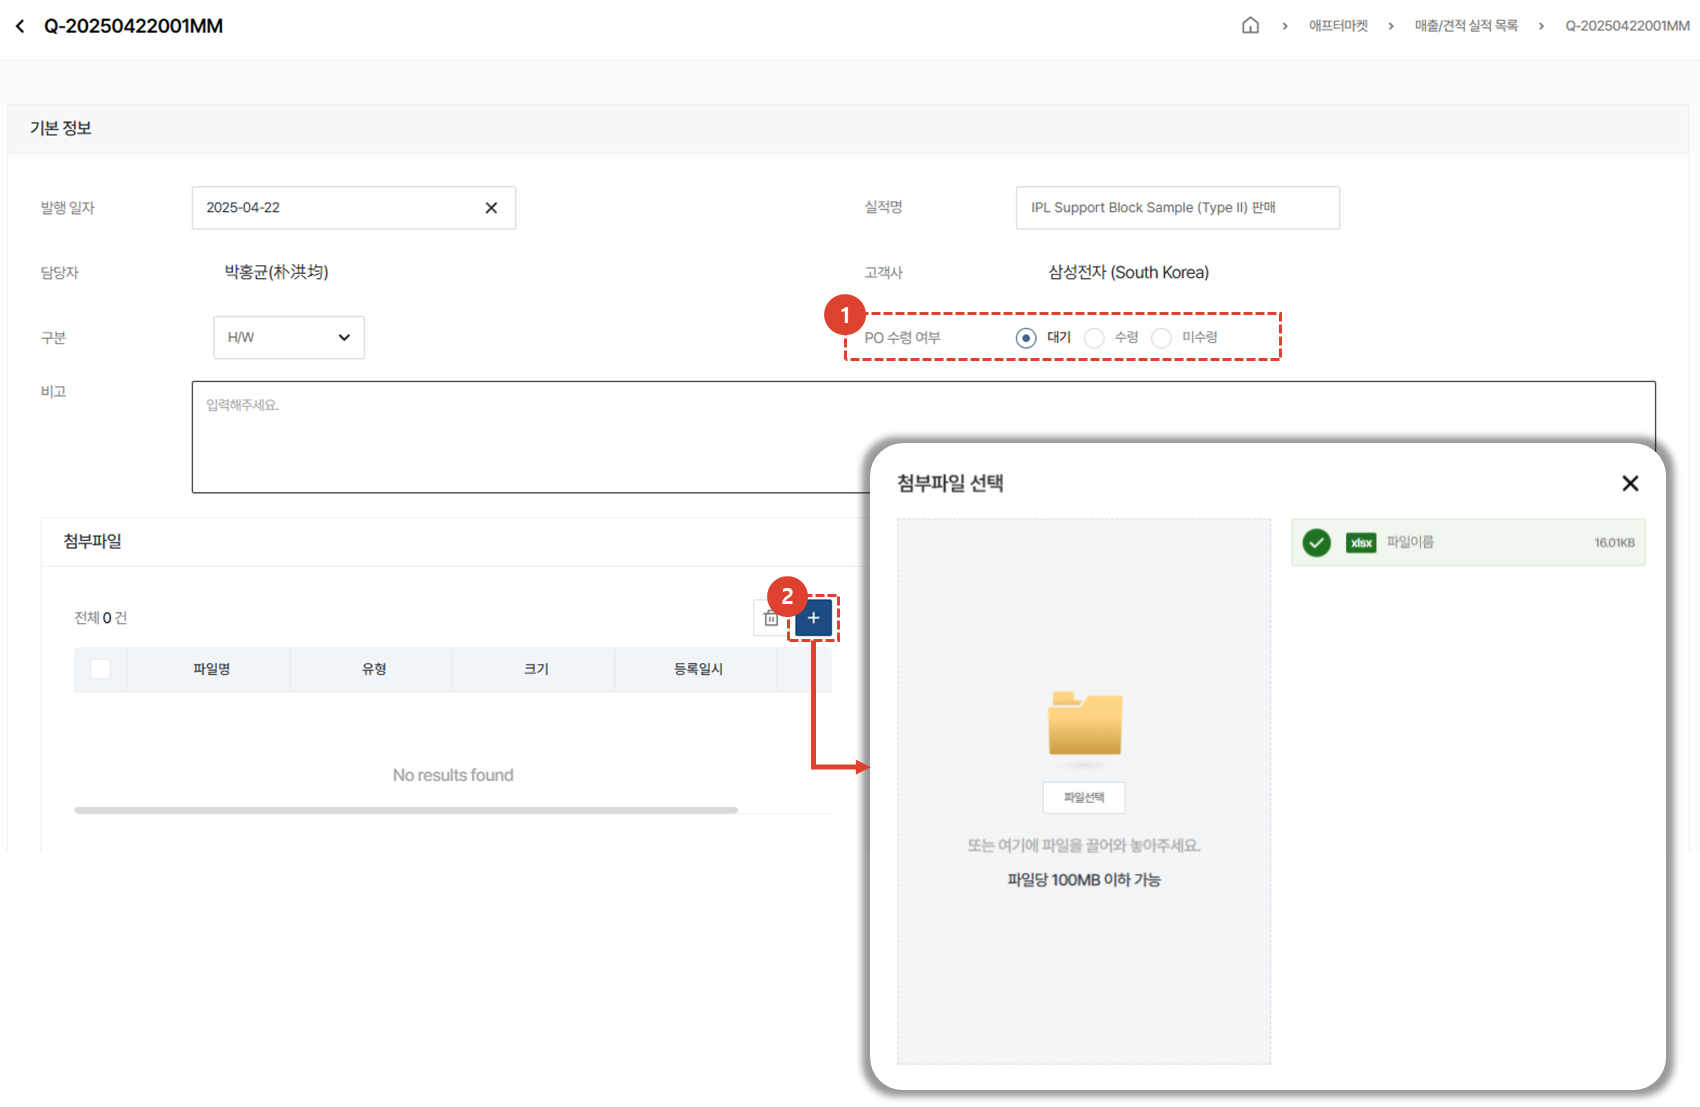 Q-20250422001MM
애프터마켓 > 매출/견적 실적 목록 > Q-20250422001MM
기본 정보
발행 일자 2025-04-22
실적명 IPL Support Block Sample (Type II) 판매
담당자 박홍균(朴洪均)
고객사 삼성전자 (South Korea)
구분 H/W
1 PO 수령 여부 대기 수령 미수령
비고 입력해주세요.
첨부파일
전체 0 건
2 +
파일명 유형 크기 등록일시
No results found
첨부파일 선택
xlsx 파일이름 16.01KB
파일선택
또는 여기에 파일을 끌어와 놓아주세요.
파일당 100MB 이하 가능